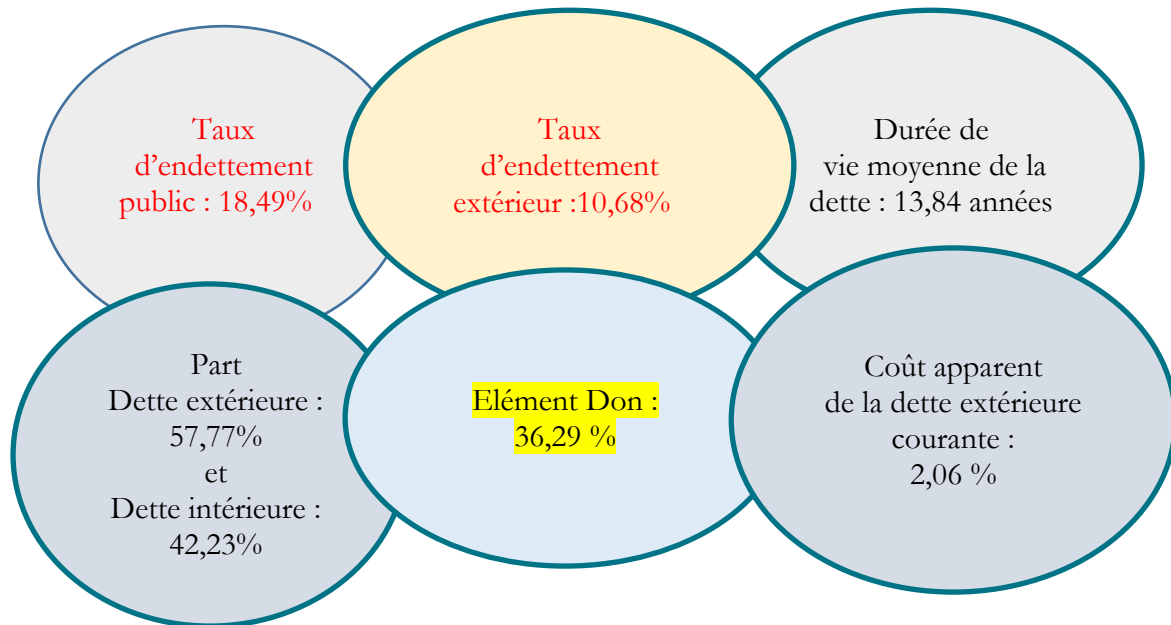 Taux
d’endettement
public : 18,49%
Taux
d’endettement
extérieur :10,68%
Durée de
vie moyenne de la
dette : 13,84 années
Part
Dette extérieure :
57,77%
et
Dette intérieure :
42,23%
Elément Don :
36,29 %
Coût apparent
de la dette extérieure
courante :
2,06 %